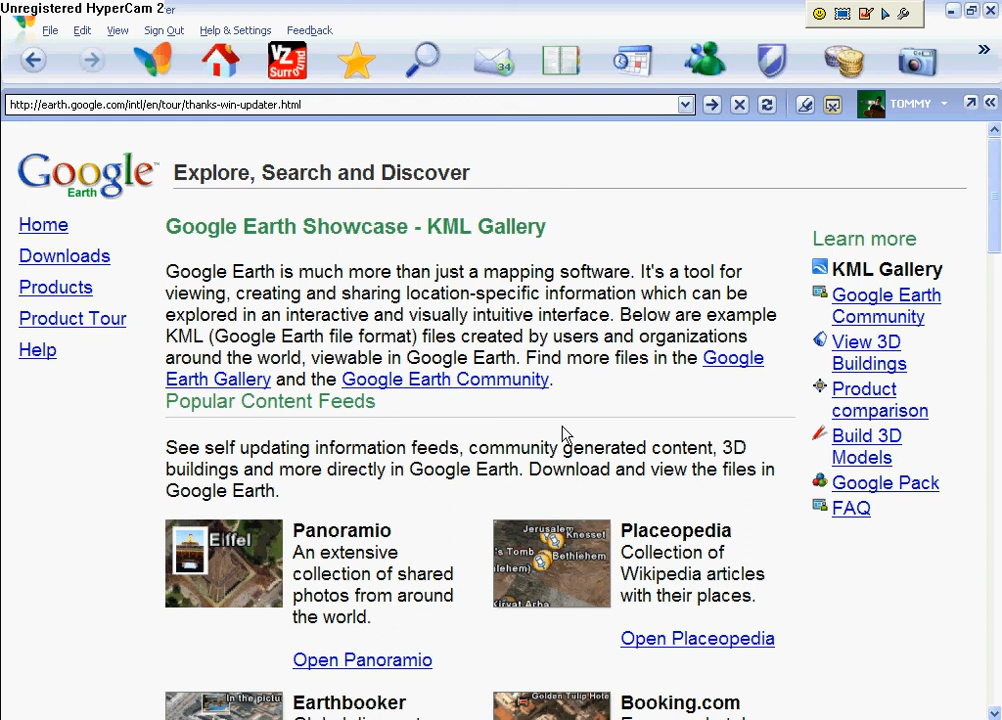 Unregistered HyperCam 2er
File Edit View Sign Out Help & Settings Feedback
VZ
Surround
34
http://earth.google.com/intl/en/tour/thanks-win-updater.html
TOMMY
Google™
Earth
Explore, Search and Discover
Home
Downloads
Products
Product Tour
Help
Google Earth Showcase - KML Gallery
Google Earth is much more than just a mapping software. It's a tool for
viewing, creating and sharing location-specific information which can be
explored in an interactive and visually intuitive interface. Below are example
KML (Google Earth file format) files created by users and organizations
around the world, viewable in Google Earth. Find more files in the Google
Earth Gallery and the Google Earth Community.
Popular Content Feeds
See self updating information feeds, community generated content, 3D
buildings and more directly in Google Earth. Download and view the files in
Google Earth.
Eiffel
Panoramio
An extensive
collection of shared
photos from around
the world.
Open Panoramio
Jerusalem
Knesset
's Tomb
Bethlehem
lehem)
Kiryat Arba
Placeopedia
Collection of
Wikipedia articles
with their places.
Open Placeopedia
In the pictu
Earthbooker
Golden Tulip Hote
Booking.com
Learn more
KML Gallery
Google Earth
Community
View 3D
Buildings
Product
comparison
Build 3D
Models
Google Pack
FAQ